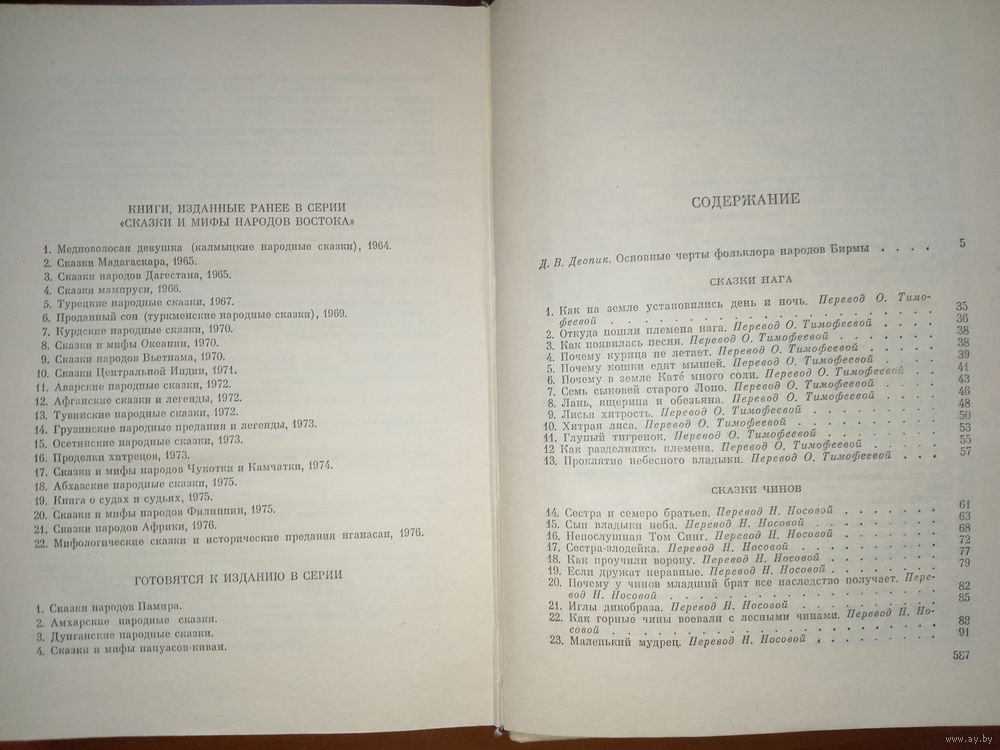 КНИГИ, ИЗДАННЫЕ РАНЕЕ В СЕРИИ
«СКАЗКИ И МИФЫ НАРОДОВ ВОСТОКА»
1. Медноволосая девушка (калмыцкие народные сказки), 1964.
2. Сказки Мадагаскара, 1965.
3. Сказки народов Дагестана, 1965.
4. Сказки мампруси, 1966.
5. Турецкие народные сказки, 1967.
6. Проданный сон (туркменские народные сказки), 1969.
7. Курдские народные сказки, 1970.
8. Сказки и мифы Океании, 1970.
9. Сказки народов Вьетнама, 1970.
10. Сказки Центральной Индии, 1971.
11. Аварские народные сказки, 1972.
12. Афганские сказки и легенды, 1972.
13. Тувинские народные сказки, 1972.
14. Грузинские народные предания и легенды, 1973.
15. Осетинские народные сказки, 1973.
16. Проделки хитрецов, 1973.
17. Сказки и мифы народов Чукотки и Камчатки, 1974.
18. Абхазские народные сказки, 1975.
19. Книга о судах и судьях, 1975.
20. Сказки и мифы народов Филиппин, 1975.
21. Сказки народов Африки, 1976.
22. Мифологические сказки и исторические предания нганасан, 1976.
ГОТОВЯТСЯ К ИЗДАНИЮ В СЕРИИ
1. Сказки народов Памира.
2. Амхарские народные сказки.
3. Дунганские народные сказки.
4. Сказки и мифы папуасов-киваи.
СОДЕРЖАНИЕ
Д. В. Деопик. Основные черты фольклора народов Бирмы . . . . 5
СКАЗКИ НАГА
1. Как на земле установились день и ночь. Перевод О. Тимо-
феевой . . . . . . . . . . . . . . . . 35
2. Откуда пошли племена нага. Перевод О. Тимофеевой . . . . 36
3. Как появилась песня. Перевод О. Тимофеевой . . . . . . 38
4. Почему курица не летает. Перевод О. Тимофеевой . . . . . 38
5. Почему кошки едят мышей. Перевод О. Тимофеевой . . . . 39
6. Почему в земле Катé много соли. Перевод О. Тимофеевой . . 41
7. Семь сыновей старого Лопо. Перевод О. Тимофеевой . . . . 43
8. Лань, ящерица и обезьяна. Перевод О. Тимофеевой . . . . 46
9. Лисья хитрость. Перевод О. Тимофеевой . . . . . . . 48
10. Хитрая лиса. Перевод О. Тимофеевой . . . . . . . . 50
11. Глупый тигренок. Перевод О. Тимофеевой . . . . . . . 53
12 Как разделились племена. Перевод О. Тимофеевой . . . . 55
13. Проклятие небесного владыки. Перевод О. Тимофеевой . . . 57
СКАЗКИ ЧИНОВ
14. Сестра и семеро братьев. Перевод Н. Носовой . . . . . . 61
15. Сын владыки неба. Перевод Н. Носовой . . . . . . . 63
16. Непослушная Том Синг. Перевод Н. Носовой . . . . . . 68
17. Сестра-злодейка. Перевод Н. Носовой . . . . . . . . 72
18. Как проучили ворону. Перевод Н. Носовой . . . . . . 77
19. Если дружат неравные. Перевод Н. Носовой . . . . . . 79
20. Почему у чинов младший брат все наследство получает. Пере-
вод Н. Носовой . . . . . . . . . . . . . 82
21. Иглы дикобраза. Перевод Н. Носовой . . . . . . . . 85
22. Как горные чины воевали с лесными чинами. Перевод Н. Но-
совой . . . . . . . . . . . . . . . . 88
23. Маленький мудрец. Перевод Н. Носовой . . . . . . . 91
587
www.ay.by